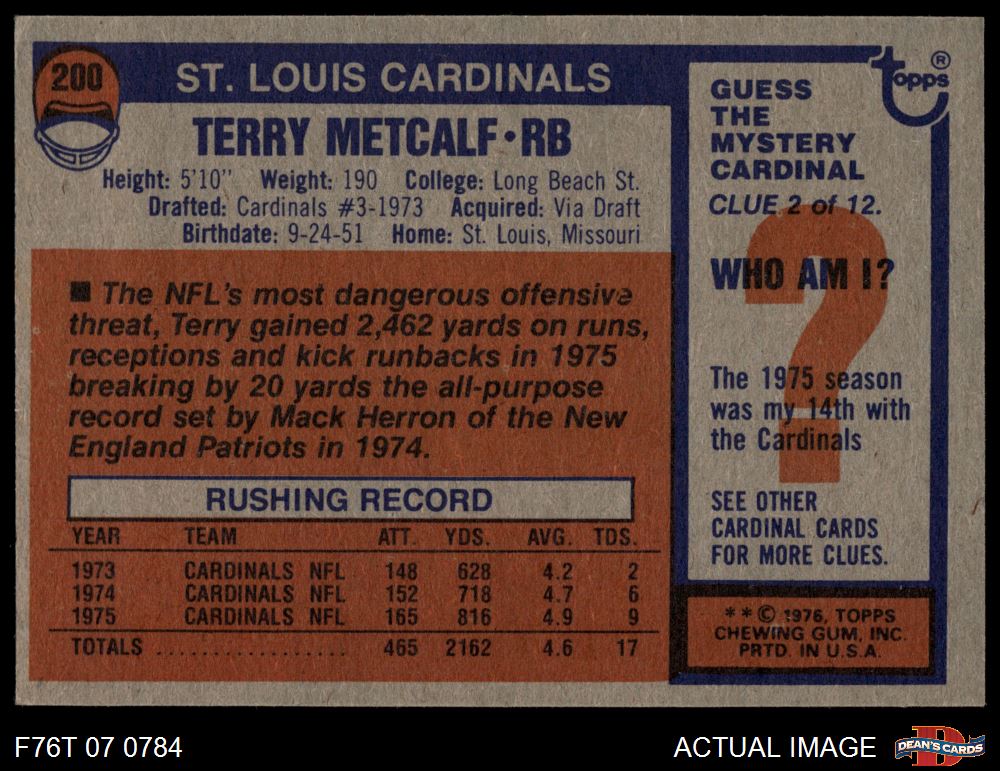 200
ST. LOUIS CARDINALS
TERRY METCALF•RB
Height: 5'10" Weight: 190 College: Long Beach St.
Drafted: Cardinals #3-1973 Acquired: Via Draft
Birthdate: 9-24-51 Home: St. Louis, Missouri
■ The NFL's most dangerous offensive
threat, Terry gained 2,462 yards on runs,
receptions and kick runbacks in 1975
breaking by 20 yards the all-purpose
record set by Mack Herron of the New
England Patriots in 1974.
RUSHING RECORD
YEAR TEAM ATT. YDS. AVG. TDS.
1973 CARDINALS NFL 148 628 4.2 2
1974 CARDINALS NFL 152 718 4.7 6
1975 CARDINALS NFL 165 816 4.9 9
TOTALS ................. 465 2162 4.6 17
topps ®
GUESS
THE
MYSTERY
CARDINAL
CLUE 2 of 12.
WHO AM I?
?
The 1975 season
was my 14th with
the Cardinals
SEE OTHER
CARDINAL CARDS
FOR MORE CLUES.
**© 1976, TOPPS
CHEWING GUM, INC.
PRTD. IN U.S.A.
F76T 07 0784
ACTUAL IMAGE
D
DEAN'S CARDS